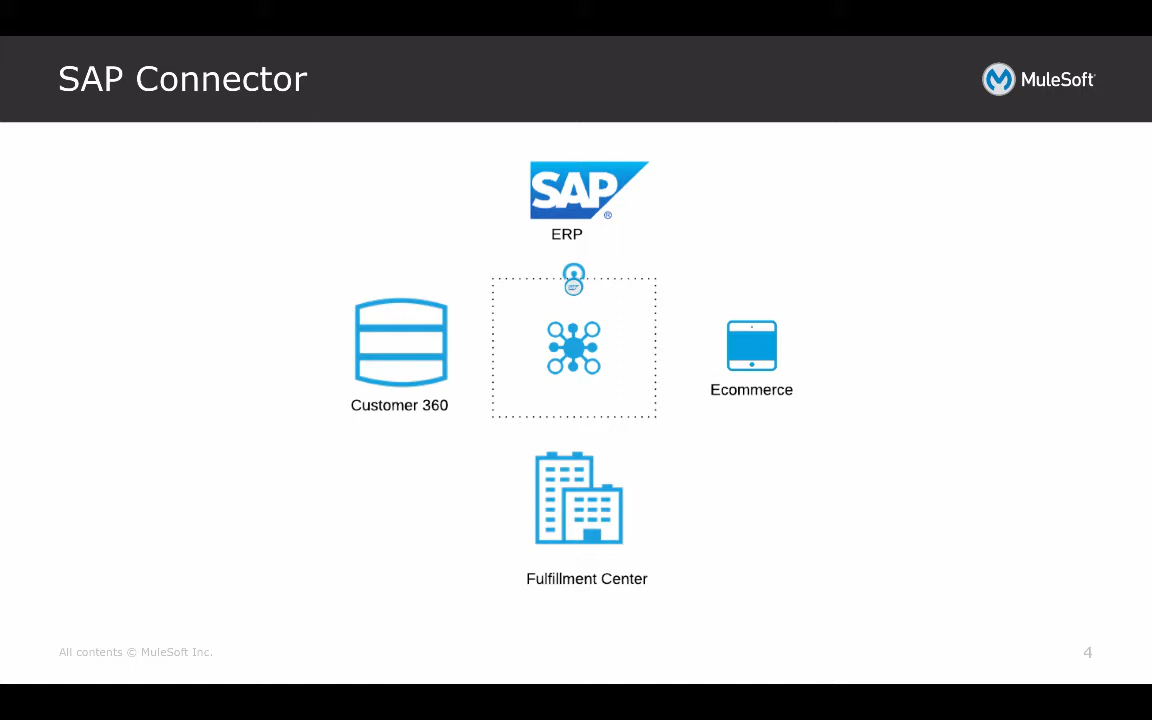 SAP Connector
MuleSoft
SAP
®
ERP
Customer 360
Ecommerce
Fulfillment Center
All contents © MuleSoft Inc.
4